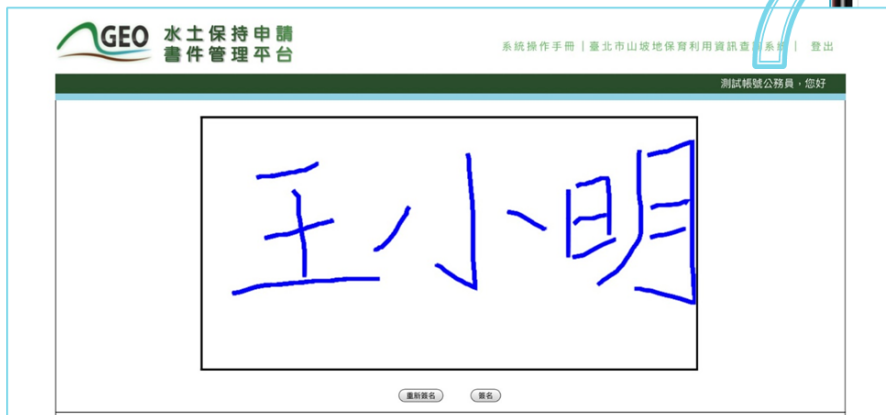 GEO 水土保持申請
書件管理平台
系統操作手冊 | 臺北市山坡地保育利用資訊查詢系統 | 登出
測試帳號公務員,您好
王小明
重新簽名 簽名